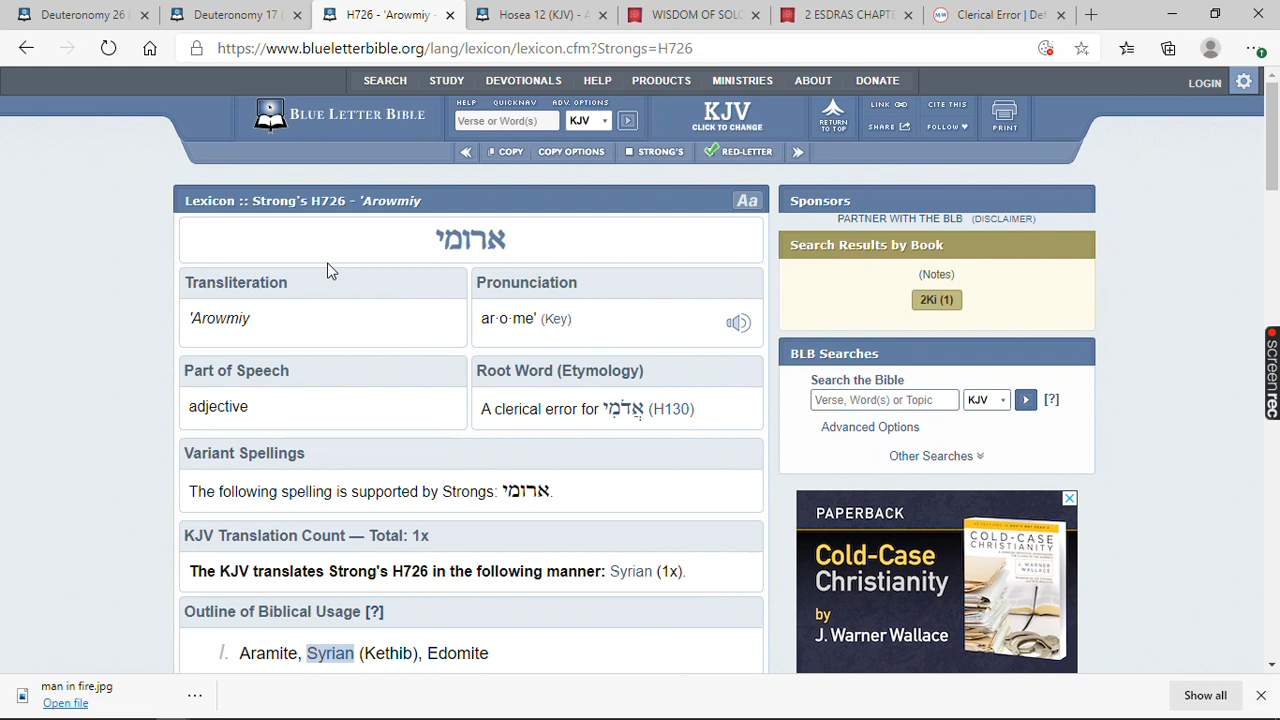 Deuteronomy 26 (
Deuteronomy 17 (
H726 - 'Arowmiy -
Hosea 12 (KJV) - A
WISDOM OF SOLO
2 ESDRAS CHAPTE
Clerical Error | Def
https://www.blueletterbible.org/lang/lexicon/lexicon.cfm?Strongs=H726
SEARCH STUDY DEVOTIONALS HELP PRODUCTS MINISTRIES ABOUT DONATE
LOGIN
BLUE LETTER BIBLE
HELP QUICKNAV ADV. OPTIONS
Verse or Word(s) KJV
KJV
CLICK TO CHANGE
RETURN
TO TOP
LINK CITE THIS
SHARE FOLLOW
PRINT
COPY COPY OPTIONS STRONG'S RED-LETTER
Lexicon :: Strong's H726 - 'Arowmiy
Aa
ארומי
Transliteration
'Arowmiy
Pronunciation
ar·o·me' (Key)
Part of Speech
adjective
Root Word (Etymology)
A clerical error for אֲדֹמִי (H130)
Variant Spellings
The following spelling is supported by Strongs: ארומי.
KJV Translation Count — Total: 1x
The KJV translates Strong's H726 in the following manner: Syrian (1x).
Outline of Biblical Usage [?]
I. Aramite, Syrian (Kethib), Edomite
Sponsors
PARTNER WITH THE BLB (DISCLAIMER)
Search Results by Book
(Notes)
2Ki (1)
BLB Searches
Search the Bible
Verse, Word(s) or Topic KJV [?]
Advanced Options
Other Searches
PAPERBACK
Cold-Case
Christianity
by
J. Warner Wallace
COLD-CASE
CHRISTIANITY
J. WARNER WALLACE
screenrec
man in fire.jpg
Open file
Show all